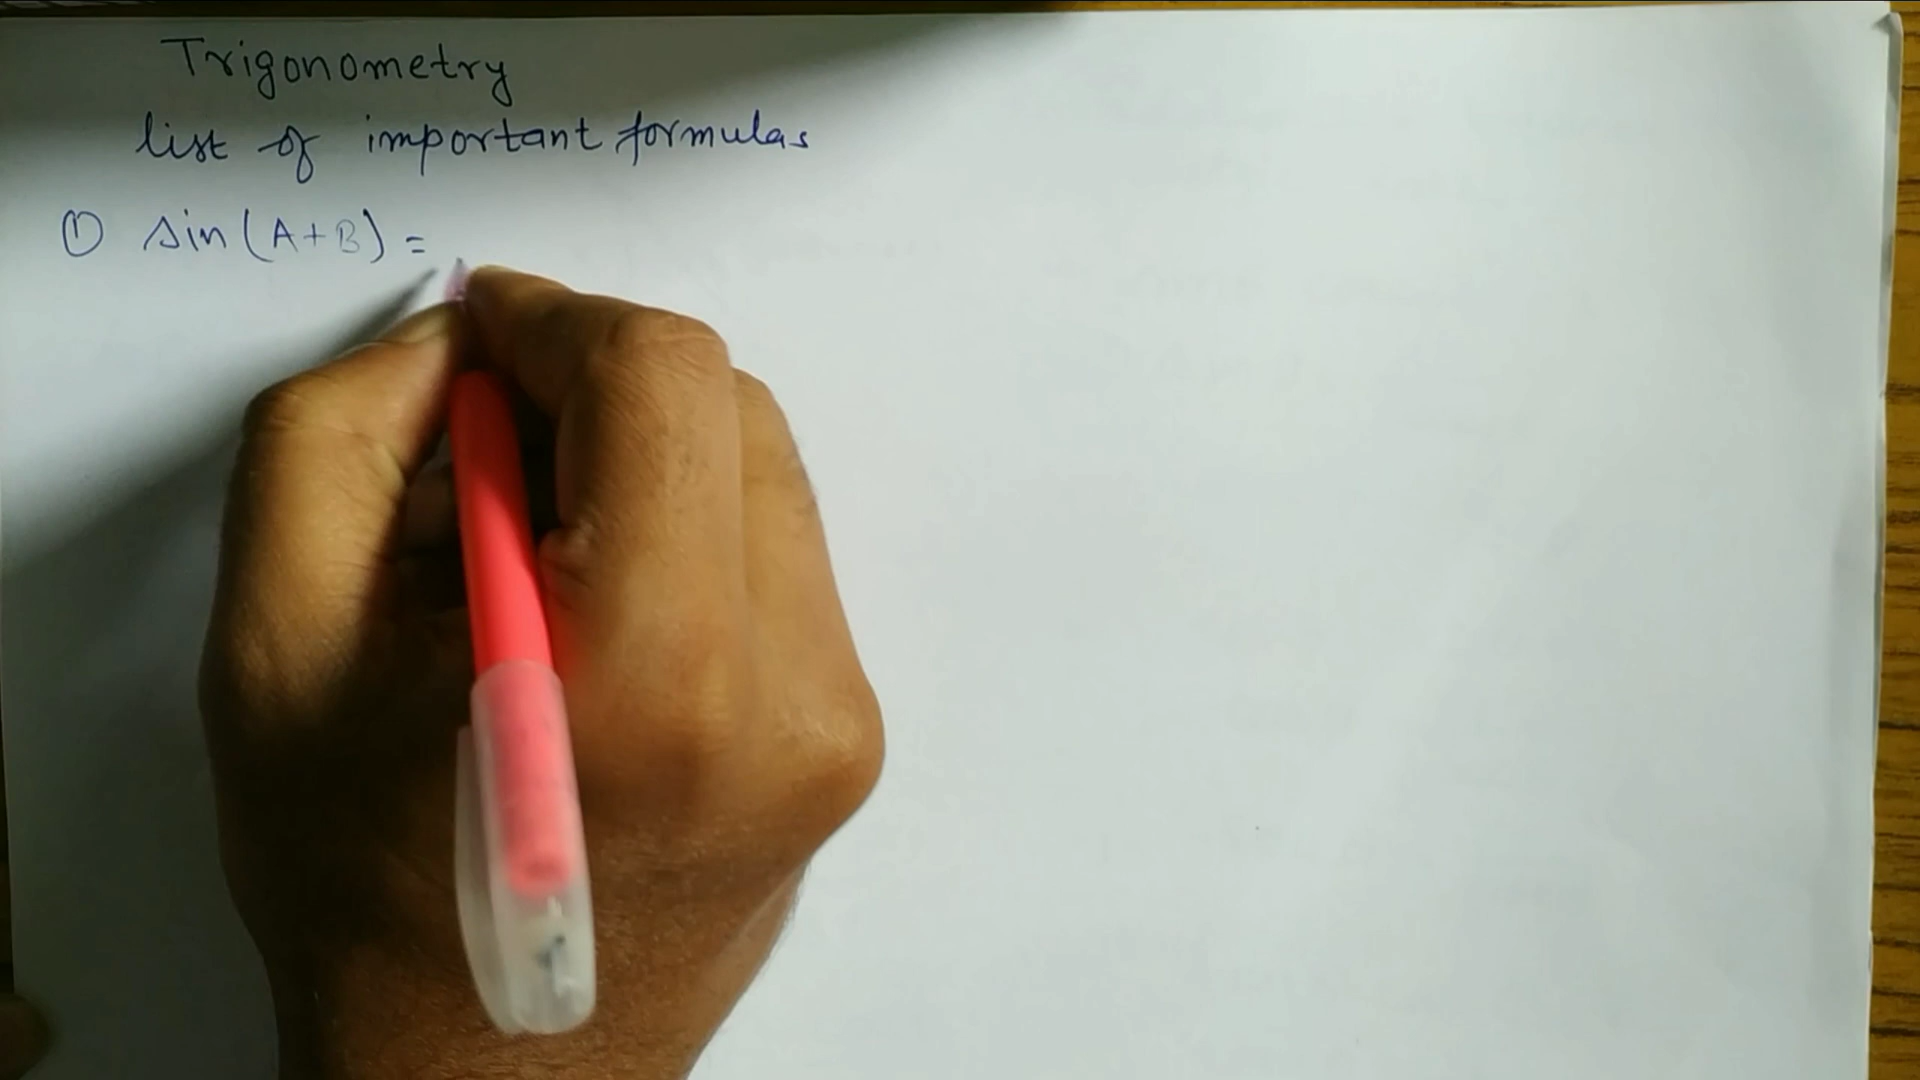 Trigonometry
list of important formulas
① sin(A+B) =